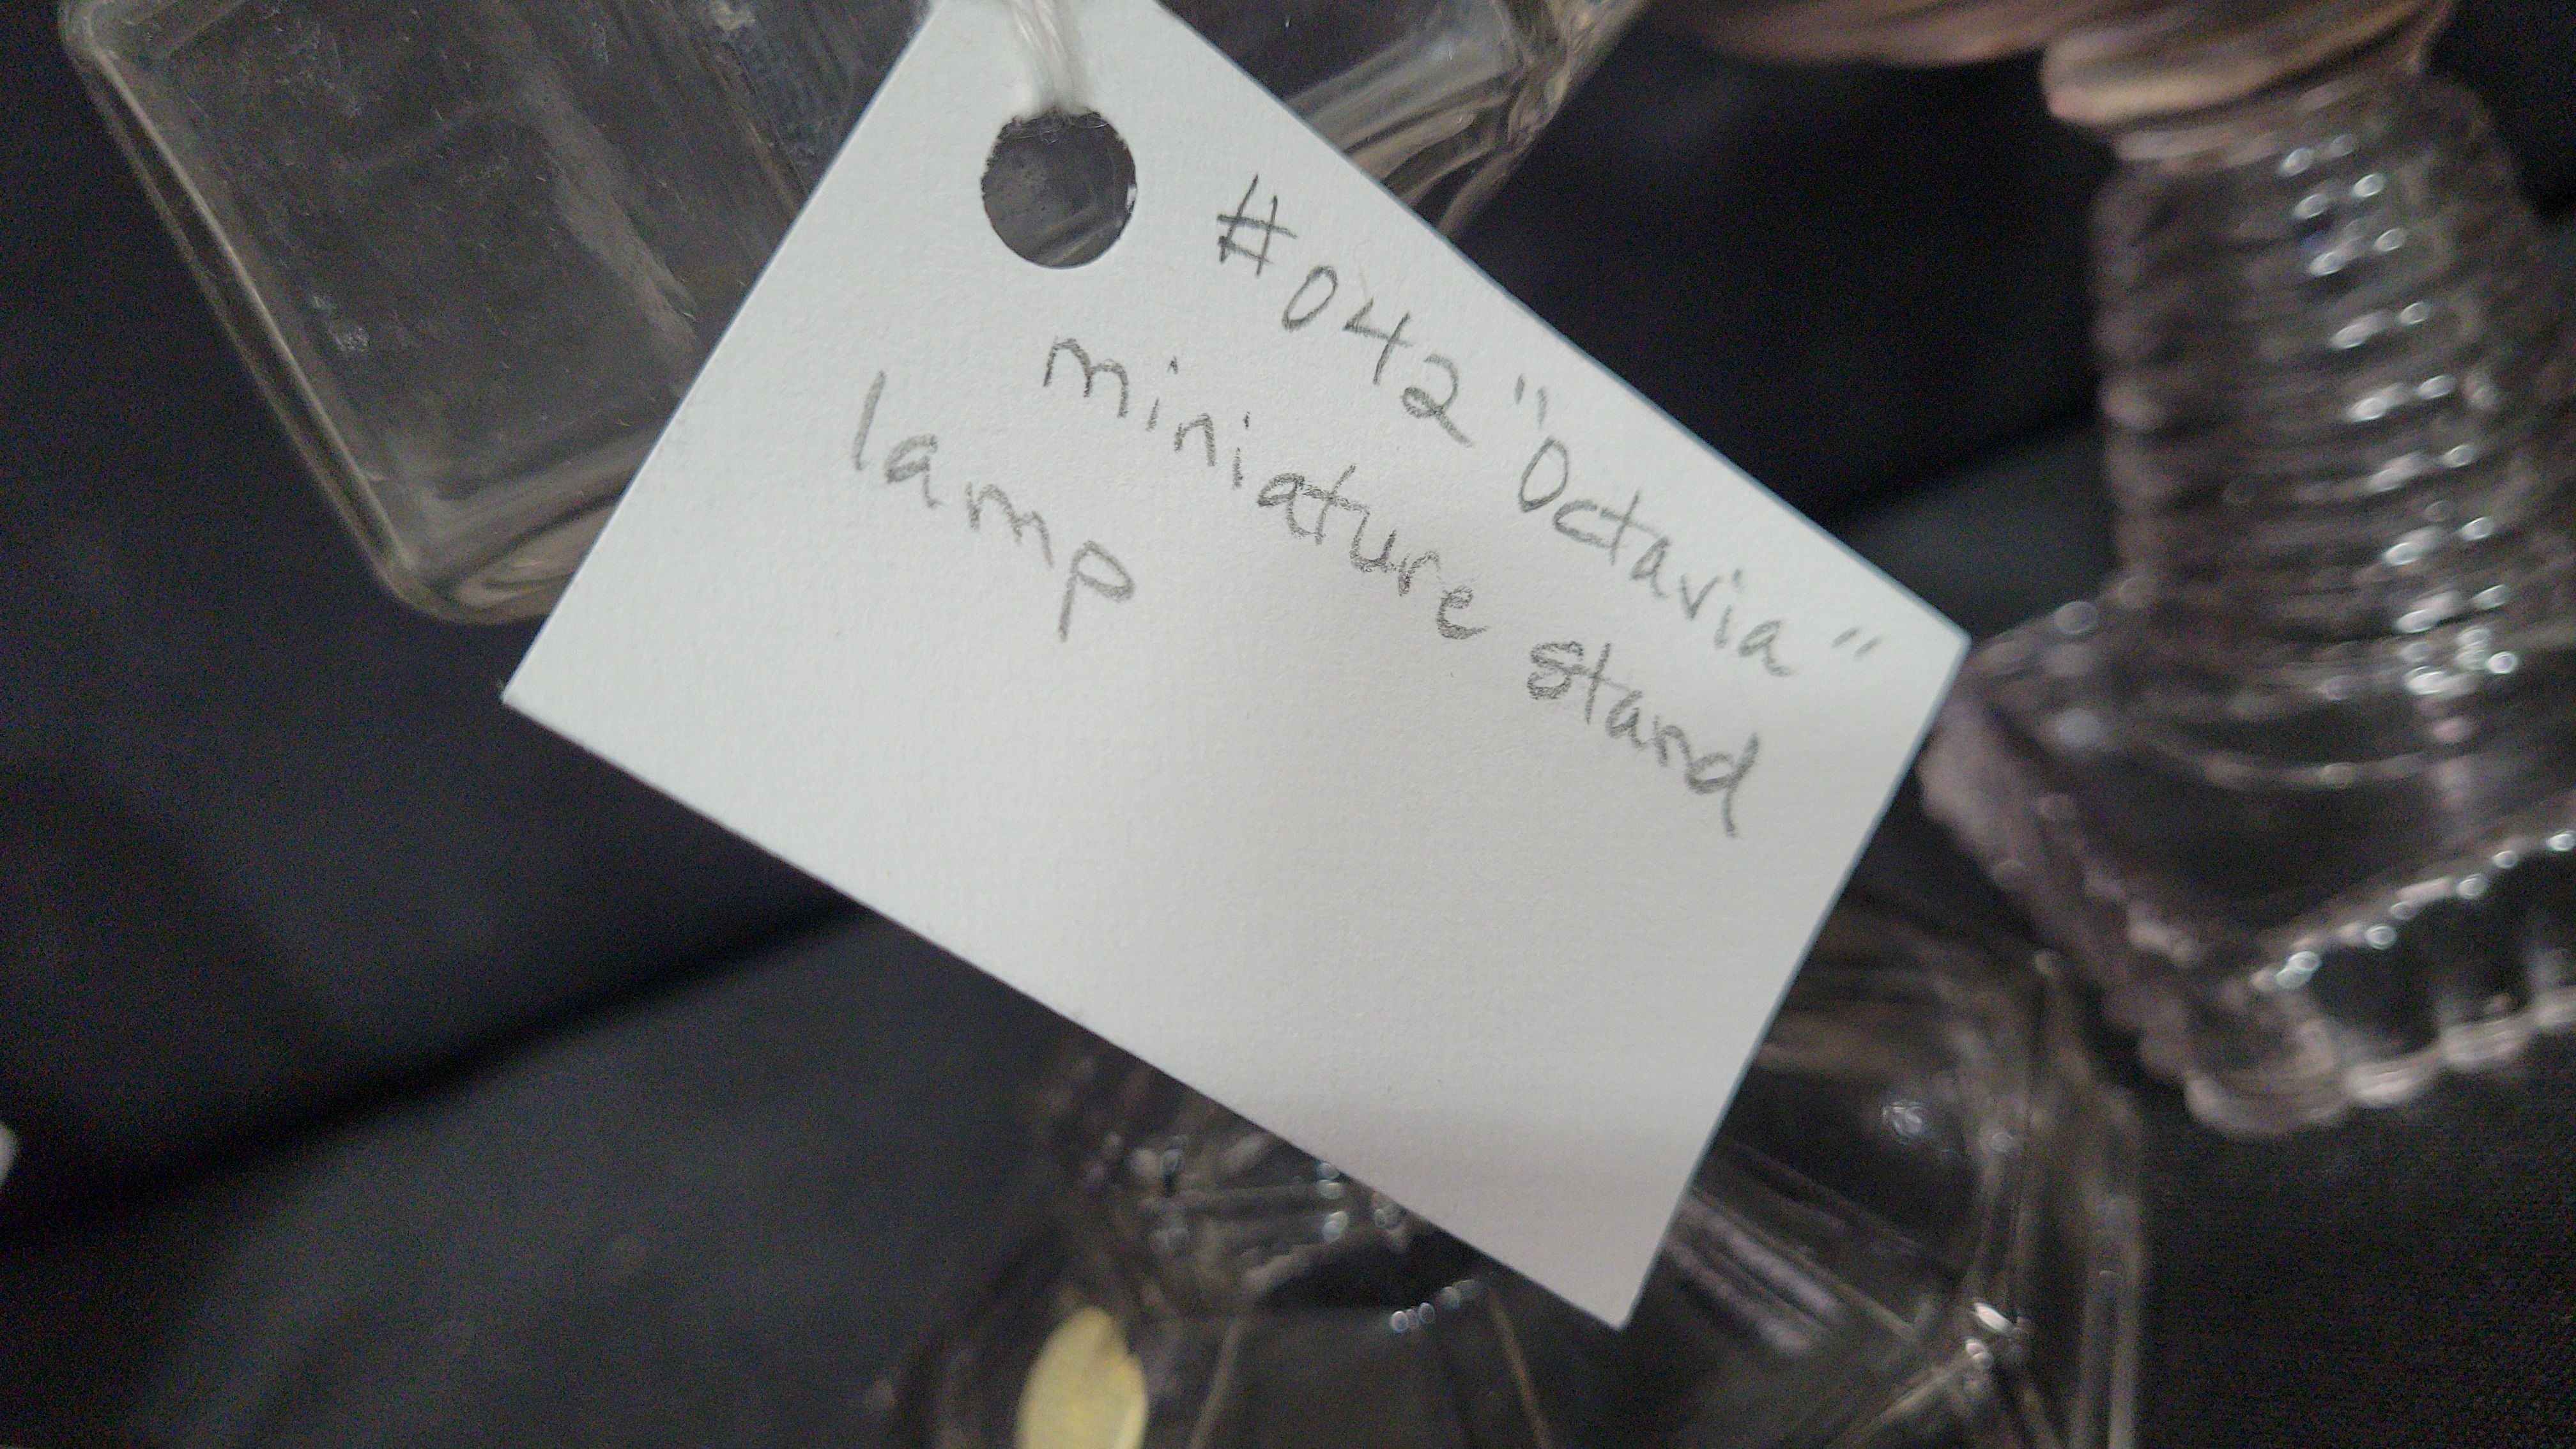 #042 "Octavia"
miniature stand
lamp